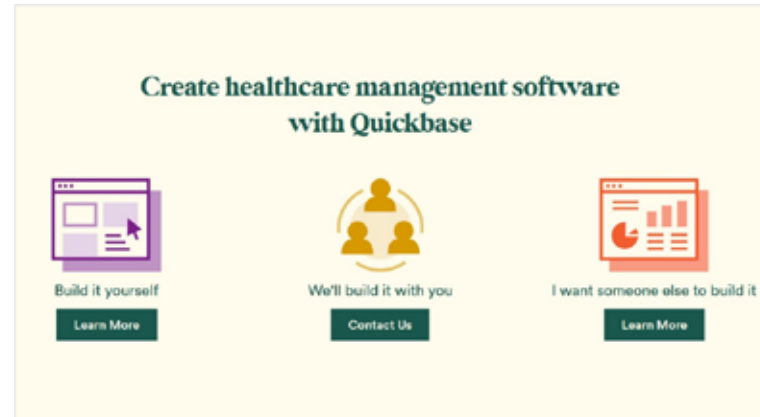 Create healthcare management software
with Quickbase
Build it yourself
We'll build it with you
I want someone else to build it
Learn More
Contact Us
Learn More